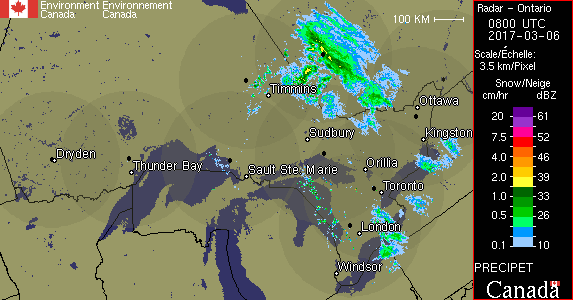 Environment Environnement
Canada Canada
100 KM
Timmins
Ottawa
Sudbury
Kingston
Dryden
Thunder Bay
Sault Ste. Marie
Orillia
Toronto
London
Windsor
Radar - Ontario
0800 UTC
2017-03-06
Scale/Échelle:
3.5 km/Pixel
Snow/Neige
cm/hr dBZ
20 61
7.5 52
4.0 46
2.0 39
1.0 33
0.5 26
0.1 10
PRECIPET
Canada